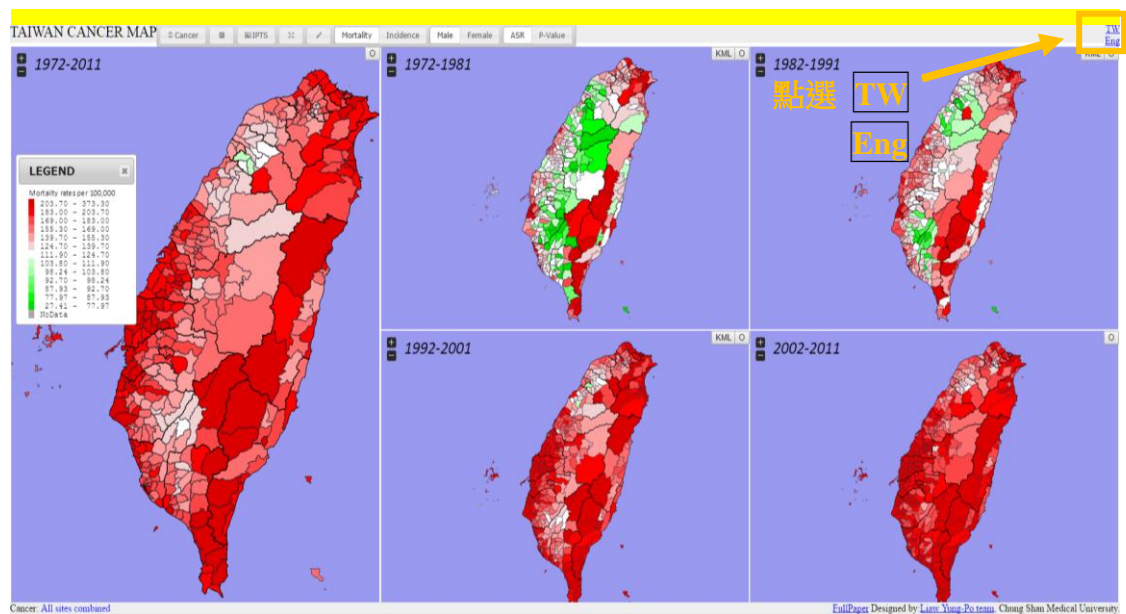 TAIWAN CANCER MAP
Cancer
IPTS
Mortality
Incidence
Male
Female
ASR
P-Value
TW
Eng
1972-2011
O
LEGEND
Mortality rates per 100,000
203.70 - 373.30
183.00 - 203.70
169.00 - 183.00
155.30 - 169.00
139.70 - 155.30
124.70 - 139.70
111.90 - 124.70
103.80 - 111.90
98.24 - 103.80
92.70 - 98.24
87.93 - 92.70
77.97 - 87.93
27.41 - 77.97
NoData
1972-1981
KML O
1982-1991
KML O
點選 TW
Eng
1992-2001
KML O
2002-2011
O
Cancer: All sites combined
FullPaper Designed by Liaw Yung-Po team, Chung Shan Medical University.